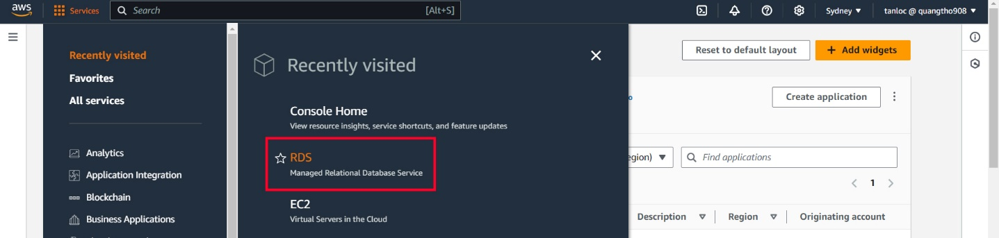 aws
Services
Search
[Alt+S]
Sydney
tanloc @ quangtho908
Recently visited
Favorites
All services
Analytics
Application Integration
Blockchain
Business Applications
Recently visited
Console Home
View resource insights, service shortcuts, and feature updates
RDS
Managed Relational Database Service
EC2
Virtual Servers in the Cloud
Reset to default layout
+ Add widgets
Create application
egion)
Find applications
1
Description
Region
Originating account